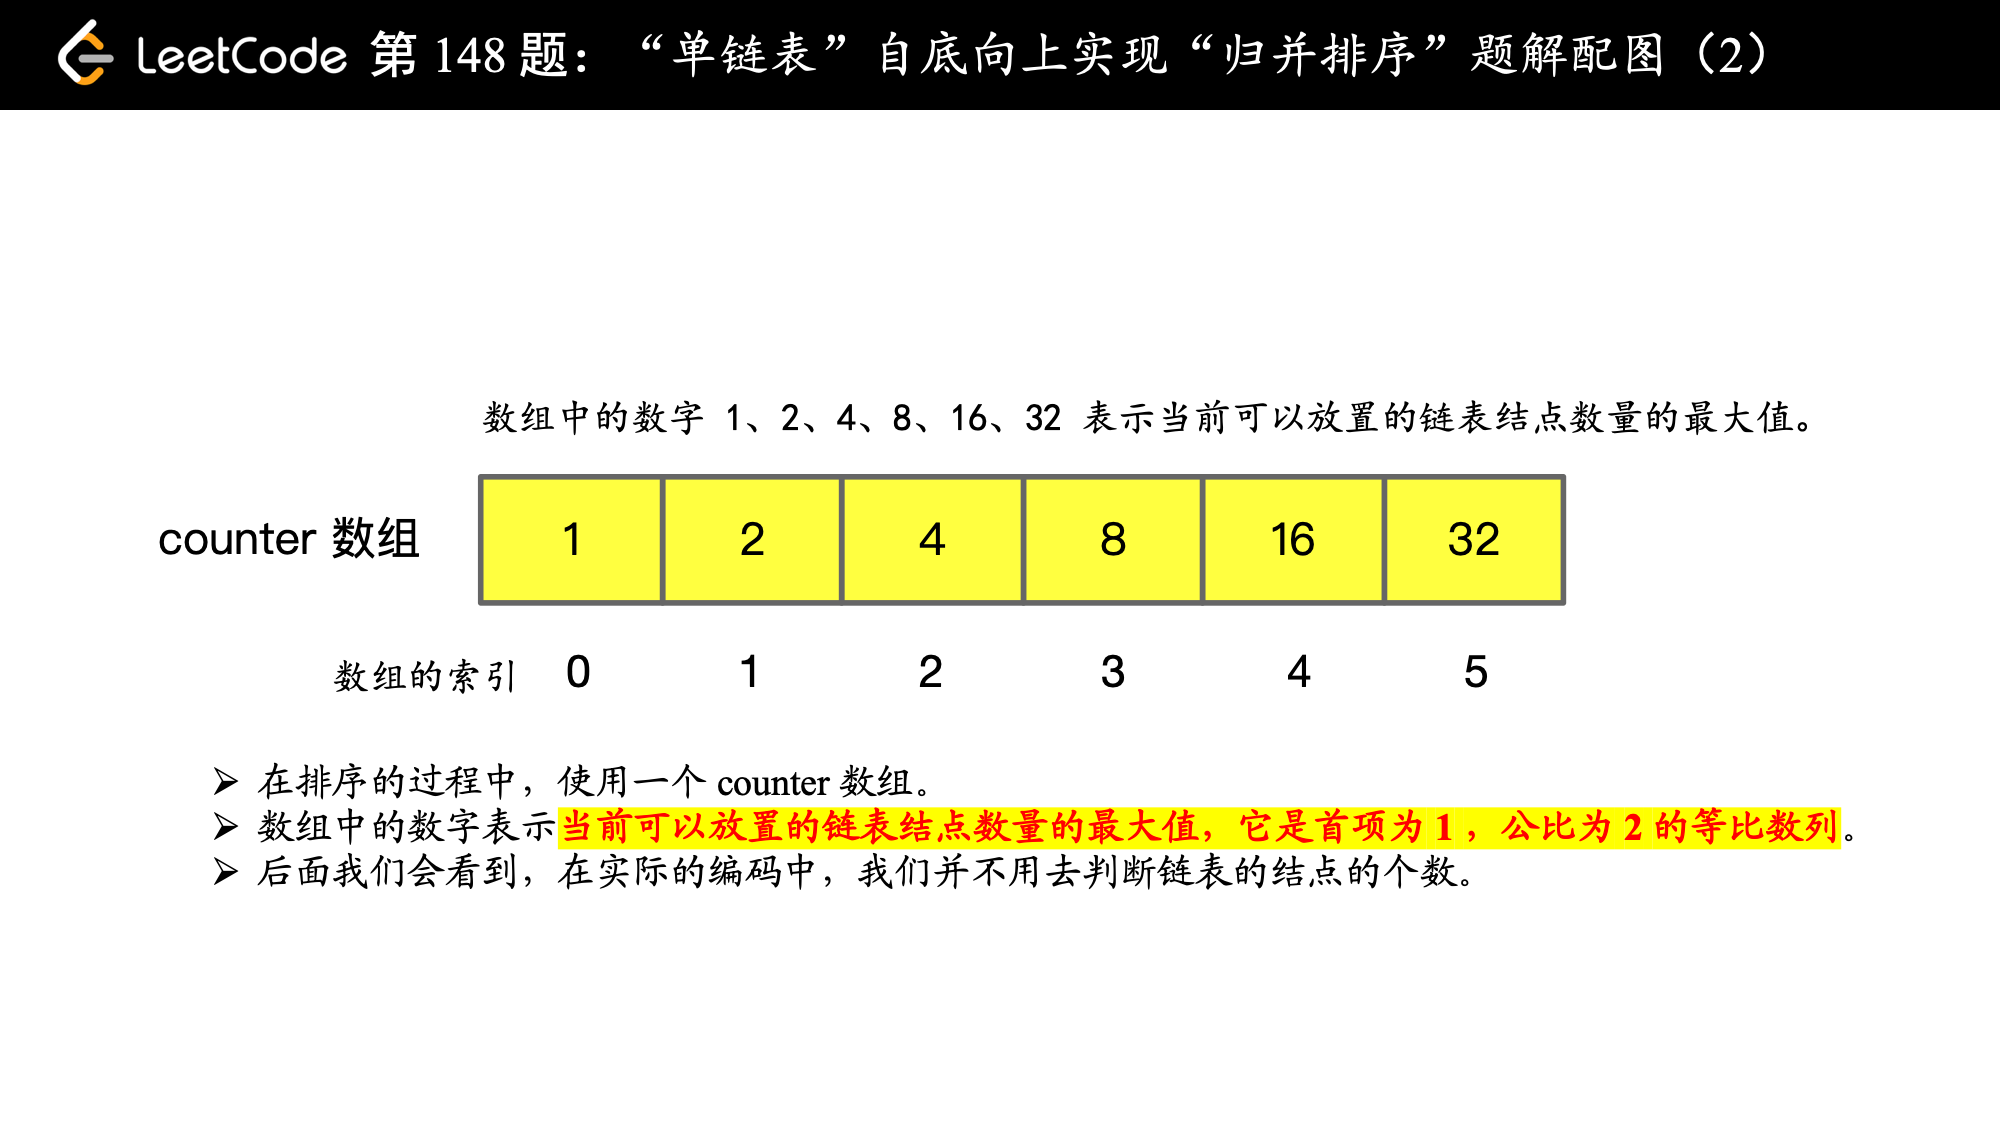 LeetCode 第 148 题：“单链表”自底向上实现“归并排序”题解配图（2）
数组中的数字 1、2、4、8、16、32 表示当前可以放置的链表结点数量的最大值。
counter 数组 1 2 4 8 16 32
数组的索引 0 1 2 3 4 5
➢ 在排序的过程中，使用一个 counter 数组。
➢ 数组中的数字表示当前可以放置的链表结点数量的最大值，它是首项为 1 ，公比为 2 的等比数列。
➢ 后面我们会看到，在实际的编码中，我们并不用去判断链表的结点的个数。